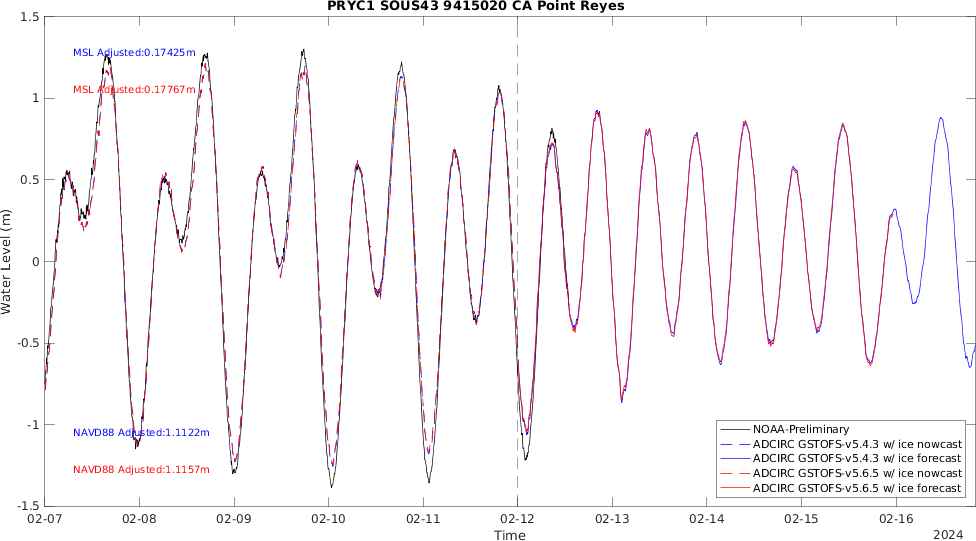 PRYC1 SOUS43 9415020 CA Point Reyes
1.5
MSL Adjusted:0.17425m
MSL Adjusted:0.17767m
1
0.5
0
Water Level (m)
-0.5
-1
NAVD88 Adjusted:1.1122m
NAVD88 Adjusted:1.1157m
-1.5
NOAA-Preliminary
ADCIRC GSTOFS-v5.4.3 w/ ice nowcast
ADCIRC GSTOFS-v5.4.3 w/ ice forecast
ADCIRC GSTOFS-v5.6.5 w/ ice nowcast
ADCIRC GSTOFS-v5.6.5 w/ ice forecast
02-07 02-08 02-09 02-10 02-11 02-12 02-13 02-14 02-15 02-16
Time
2024